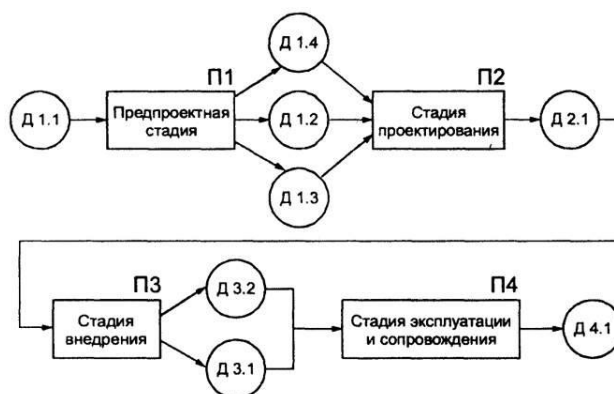 Д 1.4
П1
П2
Д 1.1
Предпроектная
стадия
Д 1.2
Стадия
проектирования
Д 2.1
Д 1.3
П3
П4
Д 3.2
Стадия
внедрения
Стадия эксплуатации
и сопровождения
Д 4.1
Д 3.1